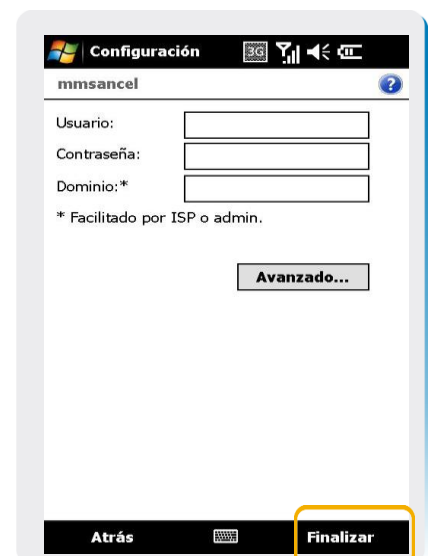 Configuración 3G
mmsancel ?
Usuario:
Contraseña:
Dominio:*
* Facilitado por ISP o admin.
Avanzado...
Atrás Finalizar